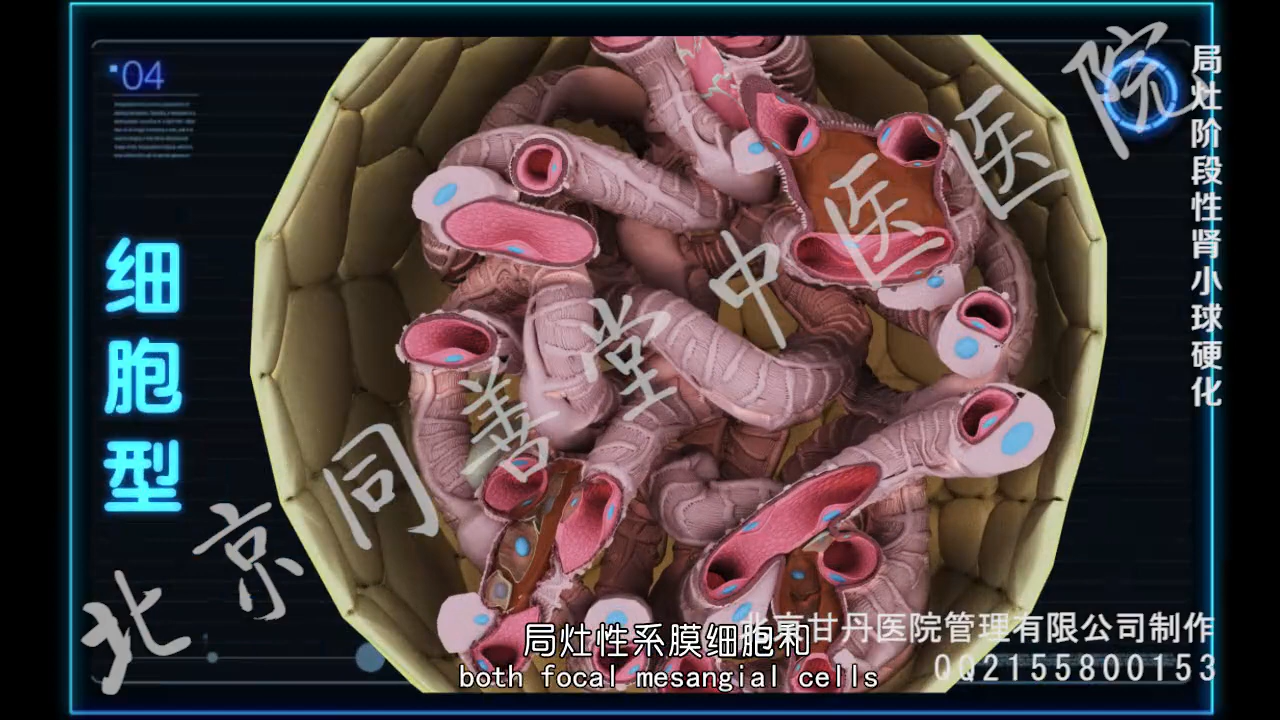 04
细胞型
局灶阶段性肾小球硬化
北京同善堂中医医院
局灶性系膜细胞和
both focal mesangial cells
北京甘丹医院管理有限公司制作
QQ2155800153